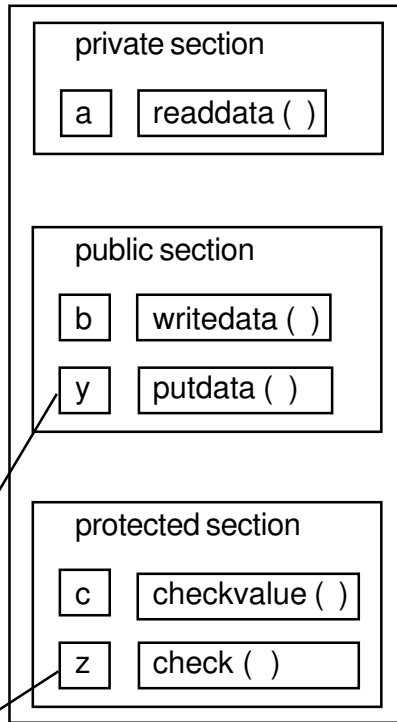 private section
a readdata ( )
public section
b writedata ( )
y putdata ( )
protected section
c checkvalue ( )
z check ( )